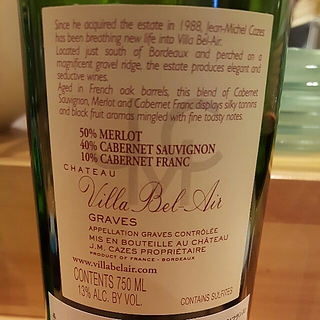 Since he acquired the estate in 1988, Jean-Michel Cazes
has been breathing new life into Villa Bel-Air.
Located just south of Bordeaux and perched on a
magnificent gravel ridge, the estate produces elegant and
seductive wines.
Aged in French oak barrels, this blend of Cabernet
Sauvignon, Merlot and Cabernet Franc displays silky tannins
and black fruit aromas mingled with fine toasty notes.
50% MERLOT
40% CABERNET SAUVIGNON
10% CABERNET FRANC
CHATEAU
Villa Bel-Air
GRAVES
APPELLATION GRAVES CONTRÔLÉE
MIS EN BOUTEILLE AU CHÂTEAU
J.M. CAZES PROPRIÉTAIRE
PRODUCE OF FRANCE - BORDEAUX
www.villabelair.com
CONTENTS 750 ML
13% ALC. BY VOL.
CONTAINS SULFITES